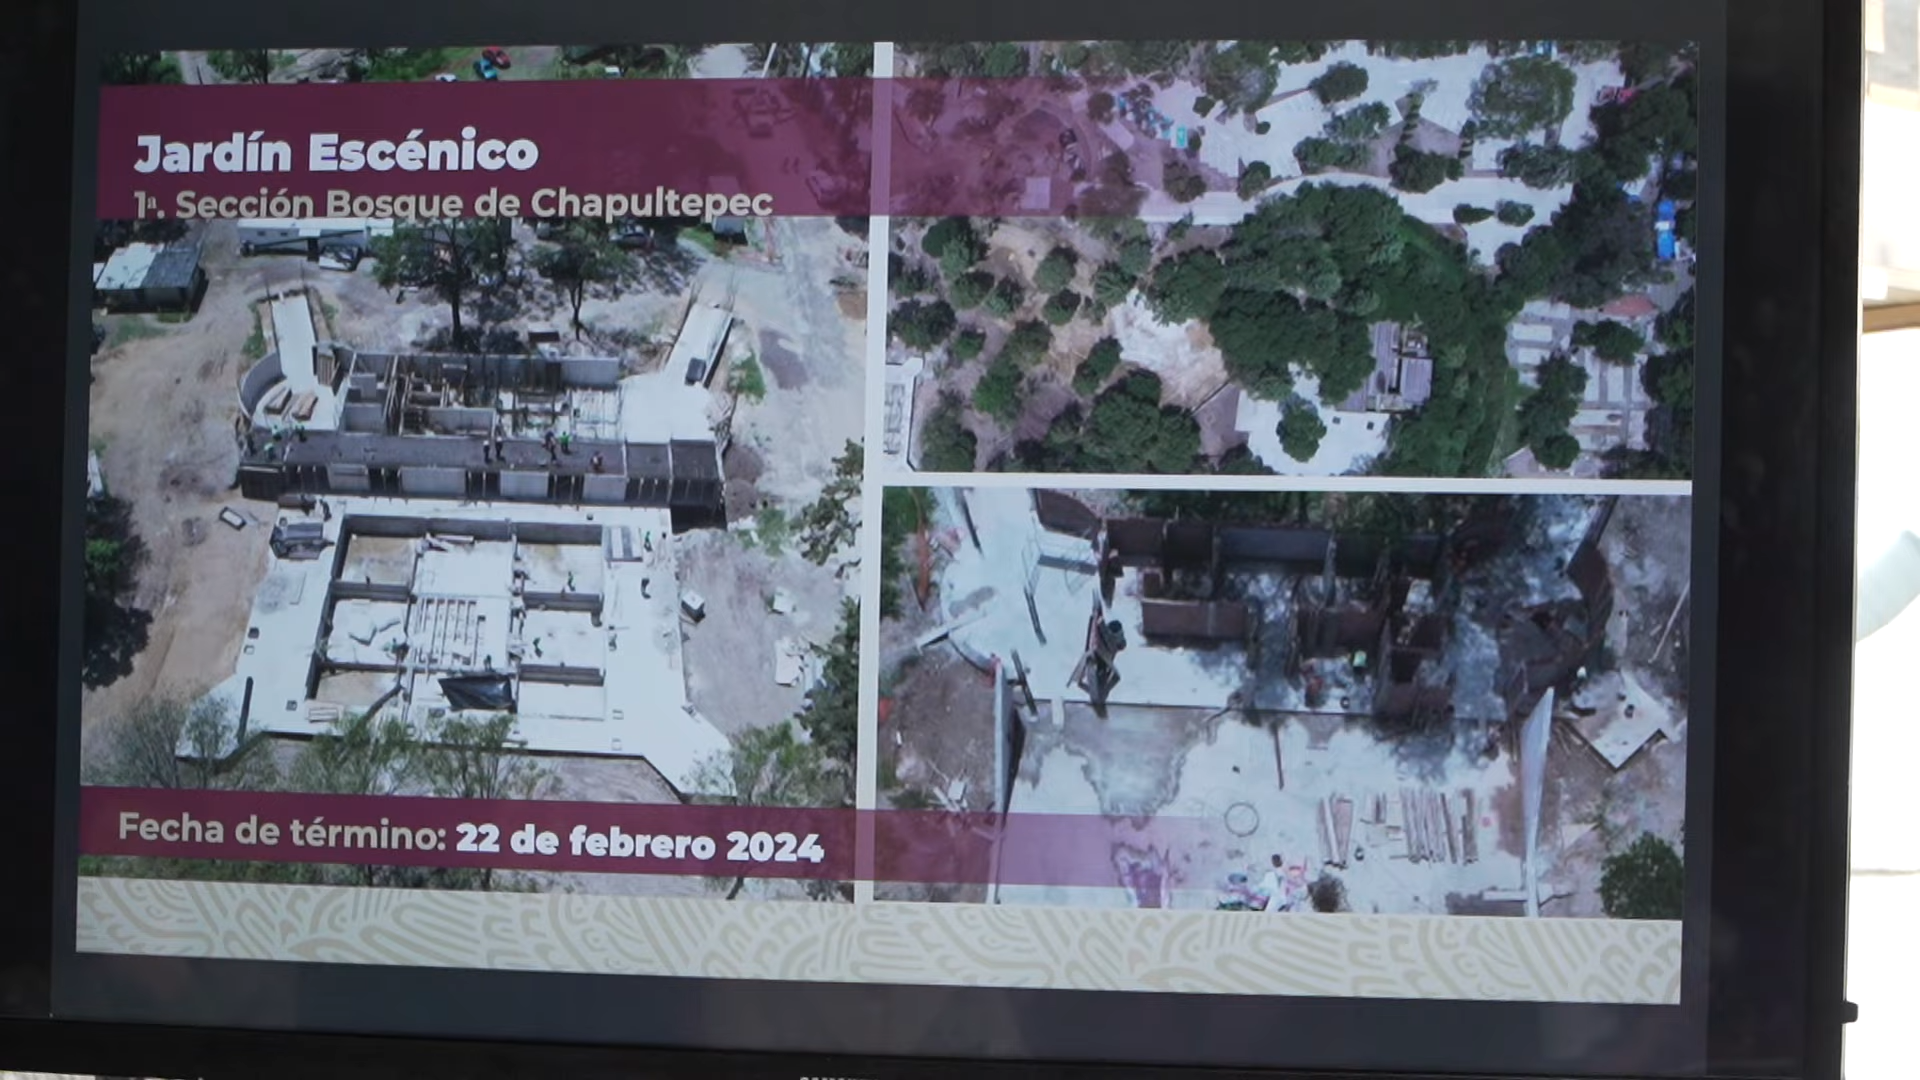 Jardín Escénico
1ª. Sección Bosque de Chapultepec
Fecha de término: 22 de febrero 2024